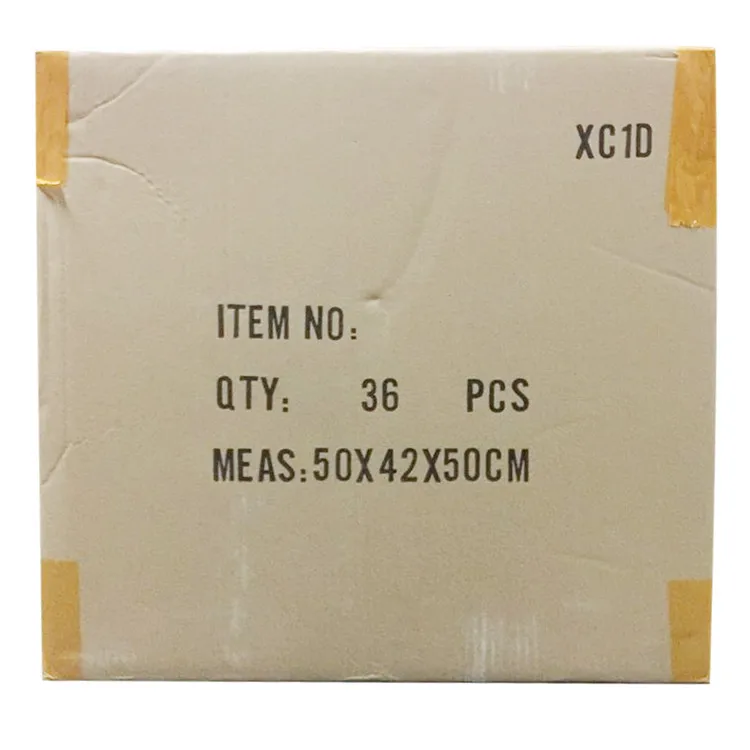 XC1D
ITEM NO:
QTY: 36 PCS
MEAS:50X42X50CM